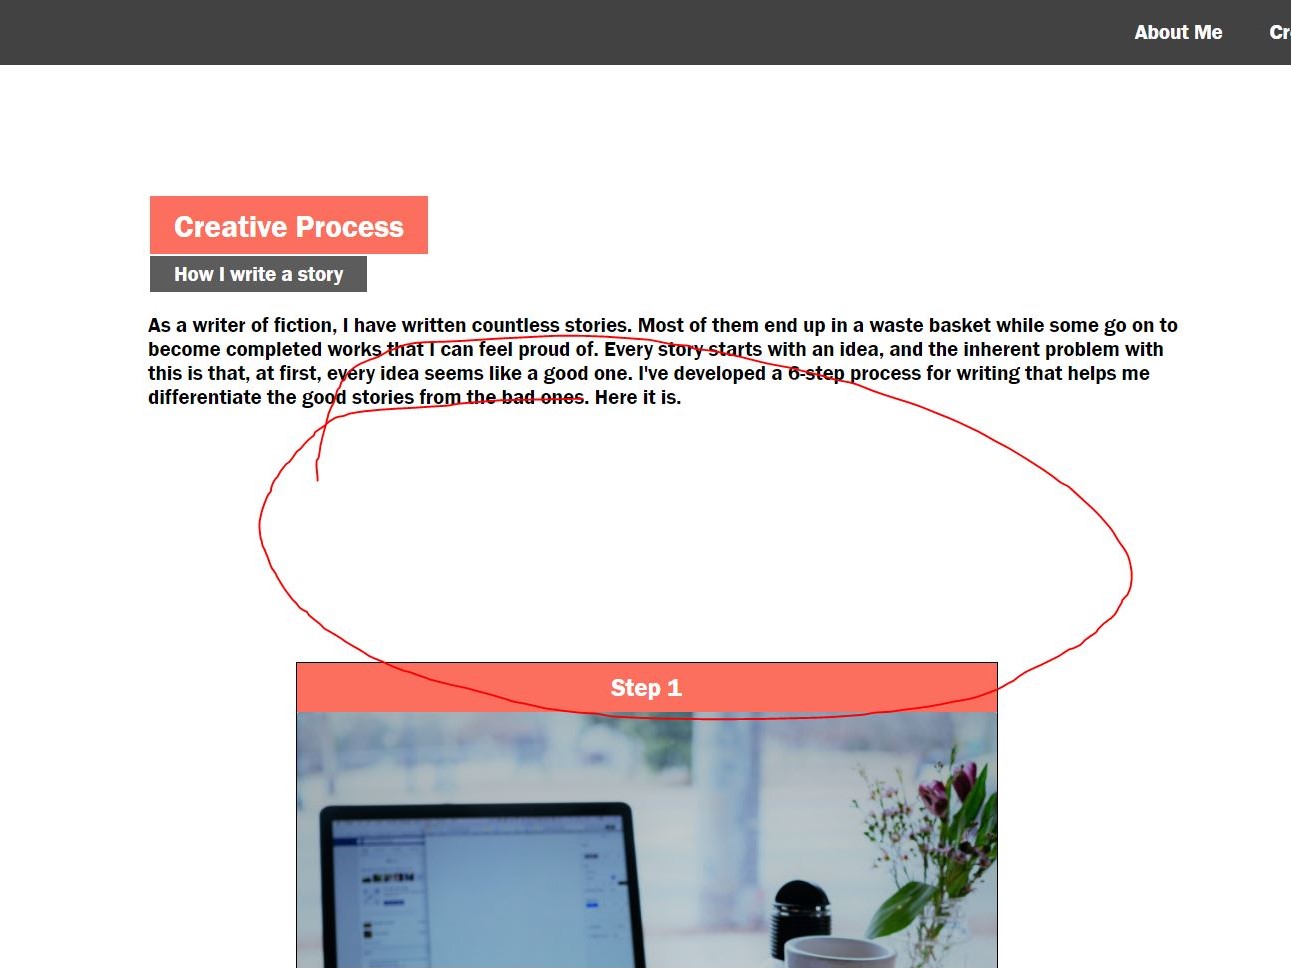 About Me
Creative Process
How I write a story
As a writer of fiction, I have written countless stories. Most of them end up in a waste basket while some go on to
become completed works that I can feel proud of. Every story starts with an idea, and the inherent problem with
this is that, at first, every idea seems like a good one. I've developed a 6-step process for writing that helps me
differentiate the good stories from the bad ones. Here it is.
Step 1